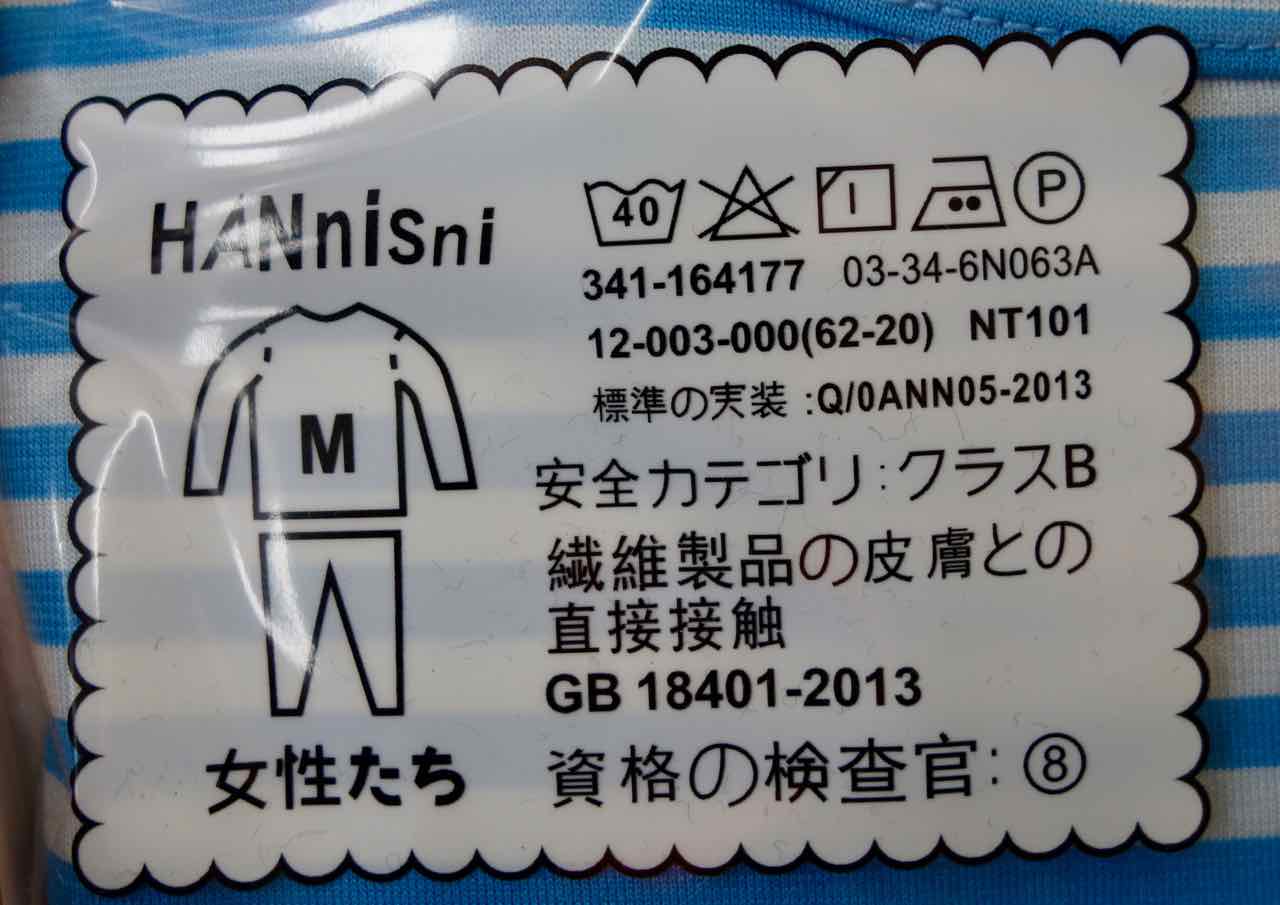 HANnisni
M
女性たち
40 P
341-164177 03-34-6N063A
12-003-000(62-20) NT101
標準の実装:Q/0ANN05-2013
安全カテゴリ:クラスB
繊維製品の皮膚との
直接接触
GB 18401-2013
資格の検査官:⑧